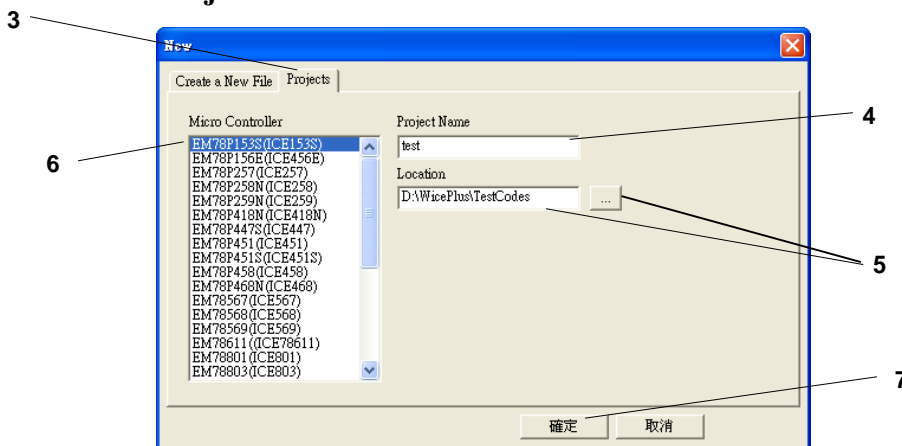 3
New
Create a New File Projects
Micro Controller
Project Name
4
EM78P153S(ICE153S)
test
6
EM78P156E(ICE456E)
EM78P257(ICE257)
Location
EM78P258N(ICE258)
D:\WicePlus\TestCodes
...
EM78P259N(ICE259)
EM78P418N(ICE418N)
EM78P447S(ICE447)
EM78P451(ICE451)
EM78P451S(ICE451S)
5
EM78P458(ICE458)
EM78P468N(ICE468)
EM78567(ICE567)
EM78568(ICE568)
EM78569(ICE569)
EM78611((ICE78611)
EM78801(ICE801)
EM78803(ICE803)
7
確定
取消